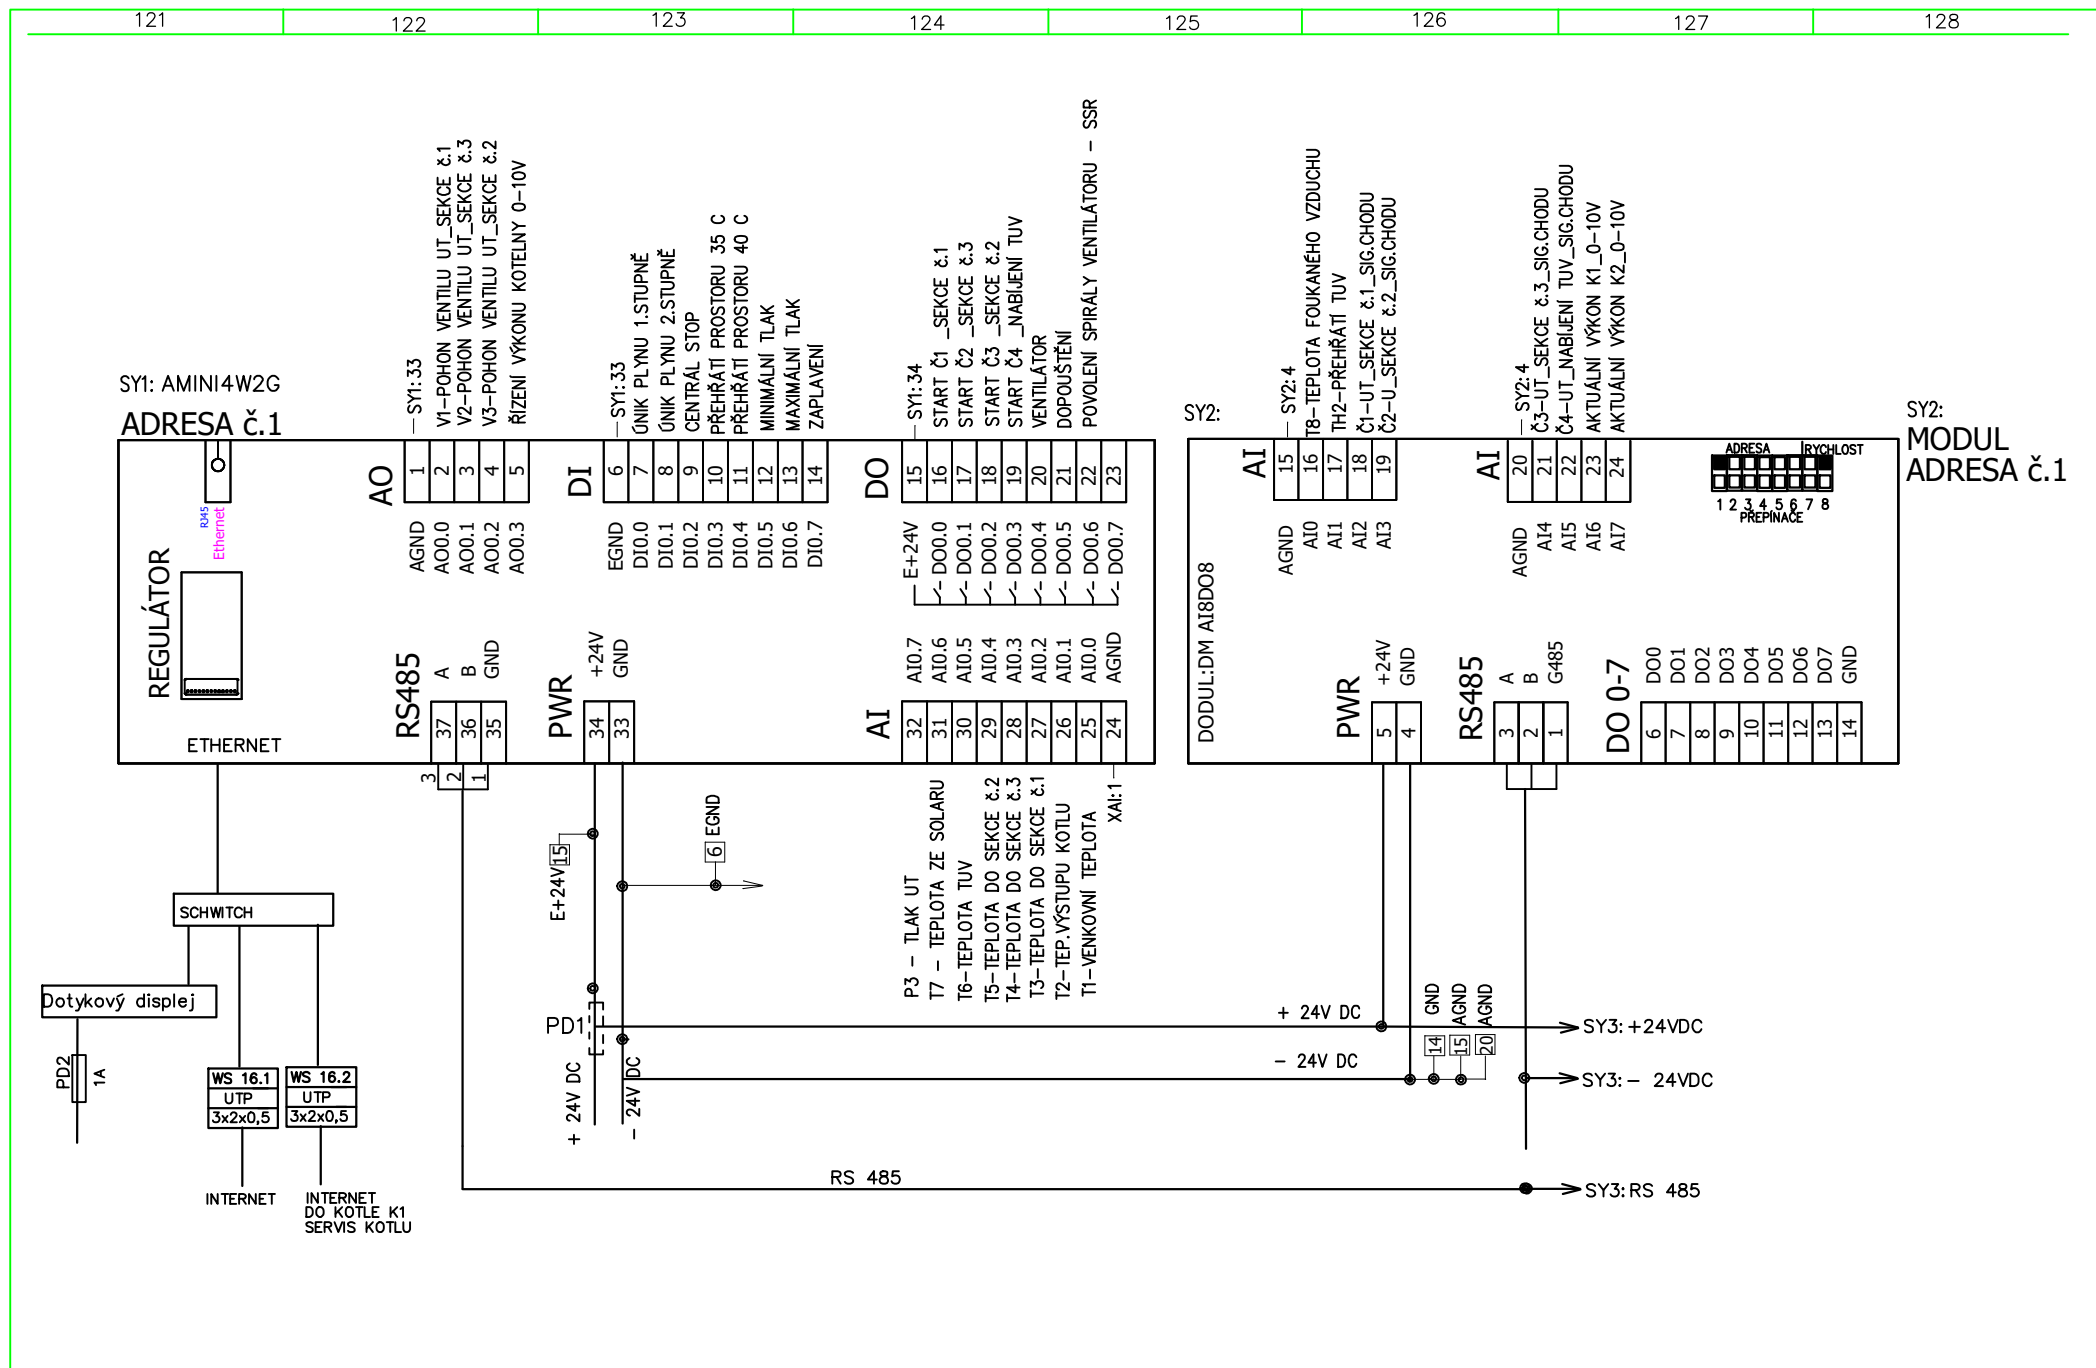 121
122
123
124
125
126
127
128
SY1: AMINI4W2G
ADRESA č.1
SY1:33
V1-POHON VENTILU UT_SEKCE č.1
V2-POHON VENTILU UT_SEKCE č.3
V3-POHON VENTILU UT_SEKCE č.2
ŘÍZENÍ VÝKONU KOTELNY 0-10V
SY1:33
ÚNIK PLYNU 1.STUPNĚ
ÚNIK PLYNU 2.STUPNĚ
CENTRÁL STOP
PŘEHŘÁTÍ PROSTORU 35 C
PŘEHŘÁTÍ PROSTORU 40 C
MINIMÁLNÍ TLAK
MAXIMÁLNÍ TLAK
ZAPLAVENÍ
SY1:34
START Č1 _SEKCE č.1
START Č2 _SEKCE č.3
START Č3 _SEKCE č.2
START Č4 _NABÍJENÍ TUV
VENTILÁTOR
DOPOUŠTĚNÍ
POVOLENÍ SPIRÁLY VENTILÁTORU - SSR
SY2:
SY2:4
T8-TEPLOTA FOUKANÉHO VZDUCHU
TH2-PŘEHŘÁTÍ TUV
Č1-UT_SEKCE č.1_SIG.CHODU
Č2-U_SEKCE č.2_SIG.CHODU
SY2:4
Č3-UT_SEKCE č.3_SIG.CHODU
Č4-UT_NABÍJENÍ TUV_SIG.CHODU
AKTUÁLNÍ VÝKON K1_0-10V
AKTUÁLNÍ VÝKON K2_0-10V
SY2:
MODUL
ADRESA č.1
RJ45
Ethernet
REGULÁTOR
ETHERNET
AO
1 2 3 4 5
AGND
AO0.0
AO0.1
AO0.2
AO0.3
DI
6 7 8 9 10 11 12 13 14
EGND
DI0.0
DI0.1
DI0.2
DI0.3
DI0.4
DI0.5
DI0.6
DI0.7
DO
15 16 17 18 19 20 21 22 23
E+24V
DO0.0
DO0.1
DO0.2
DO0.3
DO0.4
DO0.5
DO0.6
DO0.7
RS485
A
B
GND
37 36 35
3 2 1
PWR
+24V
GND
34 33
AI
AI0.7
AI0.6
AI0.5
AI0.4
AI0.3
AI0.2
AI0.1
AI0.0
AGND
32 31 30 29 28 27 26 25 24
P3 - TLAK UT
T7 - TEPLOTA ZE SOLARU
T6-TEPLOTA TUV
T5-TEPLOTA DO SEKCE č.2
T4-TEPLOTA DO SEKCE č.3
T3-TEPLOTA DO SEKCE č.1
T2-TEP.VÝSTUPU KOTLU
T1-VENKOVNÍ TEPLOTA
XAI:1
DODUL:DM AI8DO8
AI
15 16 17 18 19
AGND
AI0
AI1
AI2
AI3
AI
20 21 22 23 24
AGND
AI4
AI5
AI6
AI7
ADRESA RYCHLOST
1 2 3 4 5 6 7 8
PŘEPÍNAČE
PWR
+24V
GND
5 4
RS485
A
B
G485
3 2 1
DO 0-7
DO0
DO1
DO2
DO3
DO4
DO5
DO6
DO7
GND
6 7 8 9 10 11 12 13 14
E+24V 15
6 EGND
SCHWITCH
Dotykový displej
PD2
1A
WS 16.1
UTP
3x2x0,5
WS 16.2
UTP
3x2x0,5
INTERNET
INTERNET
DO KOTLE K1
SERVIS KOTLU
PD1
+ 24V DC
- 24V DC
+ 24V DC
- 24V DC
14 GND
15 AGND
20 AGND
SY3:+24VDC
SY3:- 24VDC
RS 485
SY3:RS 485